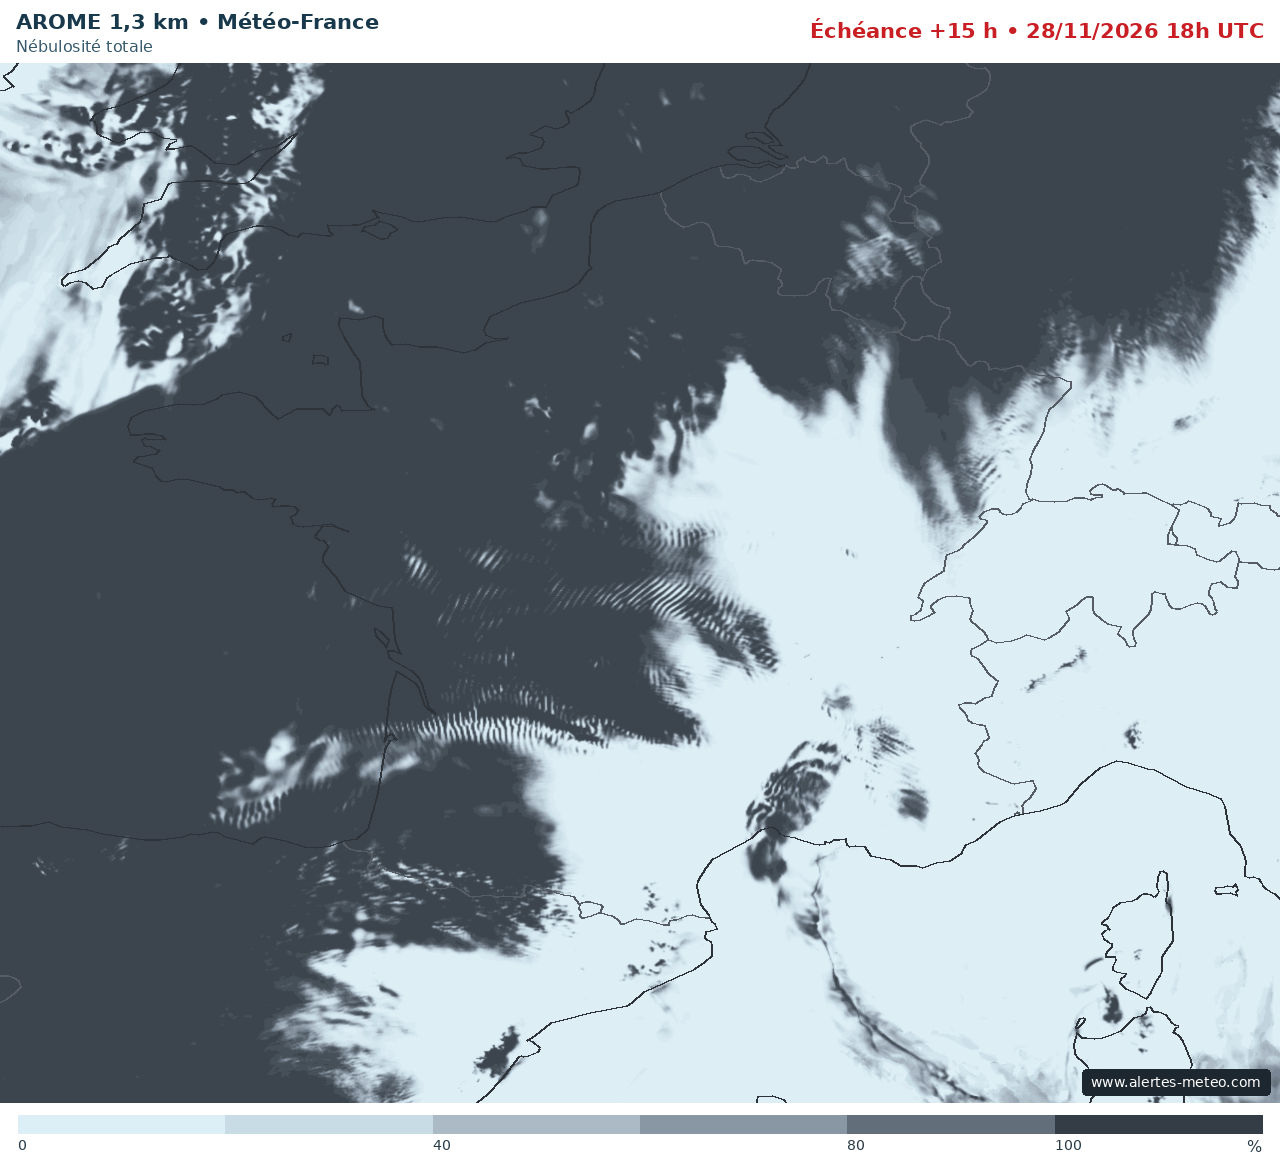 AROME 1,3 km • Météo-France
Nébulosité totale
Échéance +15 h • 28/11/2026 18h UTC
www.alertes-meteo.com
0 40 80 100 %